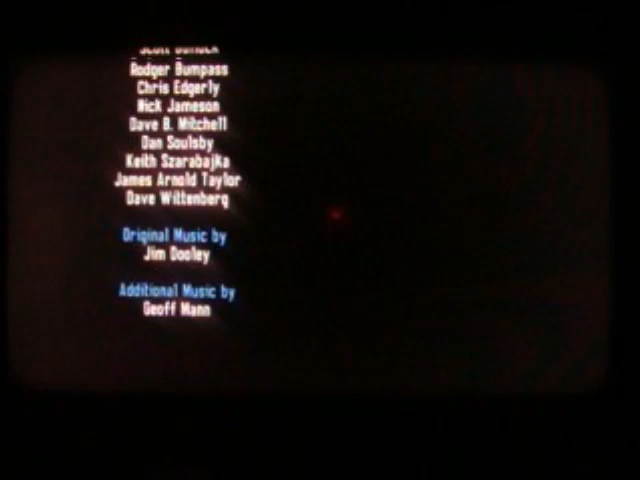 Rodger Bumpass
Chris Edgerly
Nick Jameson
Dave B. Mitchell
Dan Soulsby
Keith Szarabajka
James Arnold Taylor
Dave Wittenberg
Original Music by
Jim Dooley
Additional Music by
Geoff Mann